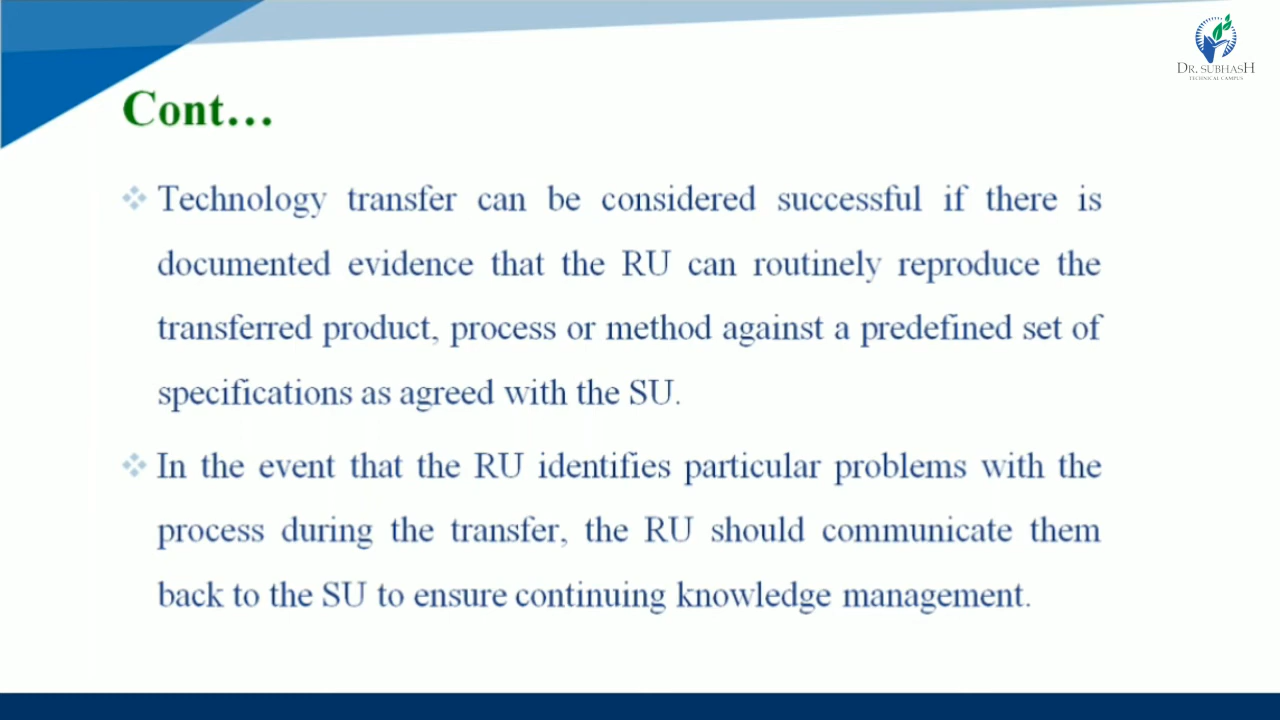 DR. SUBHASH
TECHNICAL CAMPUS
Cont...
Technology transfer can be considered successful if there is
documented evidence that the RU can routinely reproduce the
transferred product, process or method against a predefined set of
specifications as agreed with the SU.
In the event that the RU identifies particular problems with the
process during the transfer, the RU should communicate them
back to the SU to ensure continuing knowledge management.